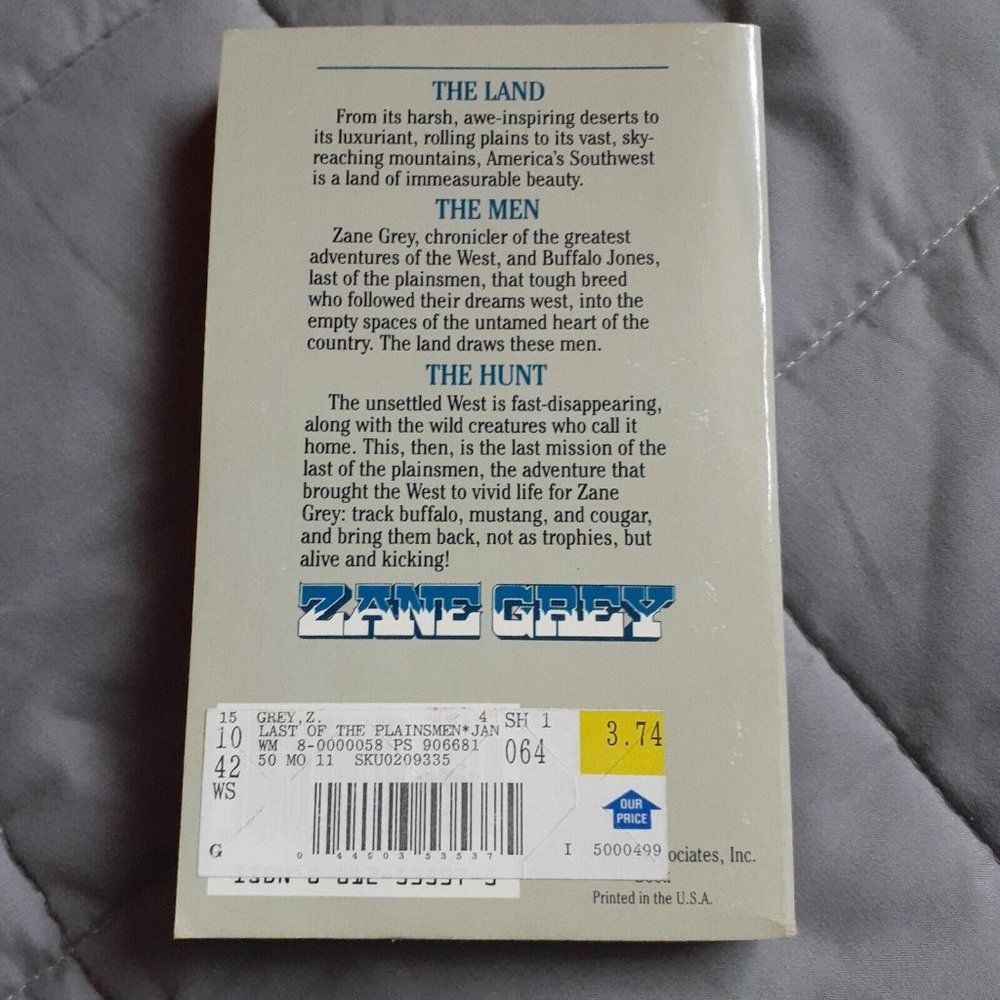 THE LAND
From its harsh, awe-inspiring deserts to
its luxuriant, rolling plains to its vast, sky-
reaching mountains, America's Southwest
is a land of immeasurable beauty.
THE MEN
Zane Grey, chronicler of the greatest
adventures of the West, and Buffalo Jones,
last of the plainsmen, that tough breed
who followed their dreams west, into the
empty spaces of the untamed heart of the
country. The land draws these men.
THE HUNT
The unsettled West is fast-disappearing,
along with the wild creatures who call it
home. This, then, is the last mission of the
last of the plainsmen, the adventure that
brought the West to vivid life for Zane
Grey: track buffalo, mustang, and cougar,
and bring them back, not as trophies, but
alive and kicking!
ZANE GREY
15 GREY,Z. 4 SH 1
10 LAST OF THE PLAINSMEN*JAN 3.74
WM 8-0000058 PS 906681 064
42 50 MO 11 SKU0209335
WS
OUR
PRICE
G 0 44903 53537 I 5000499
ociates, Inc.
Printed in the U.S.A.